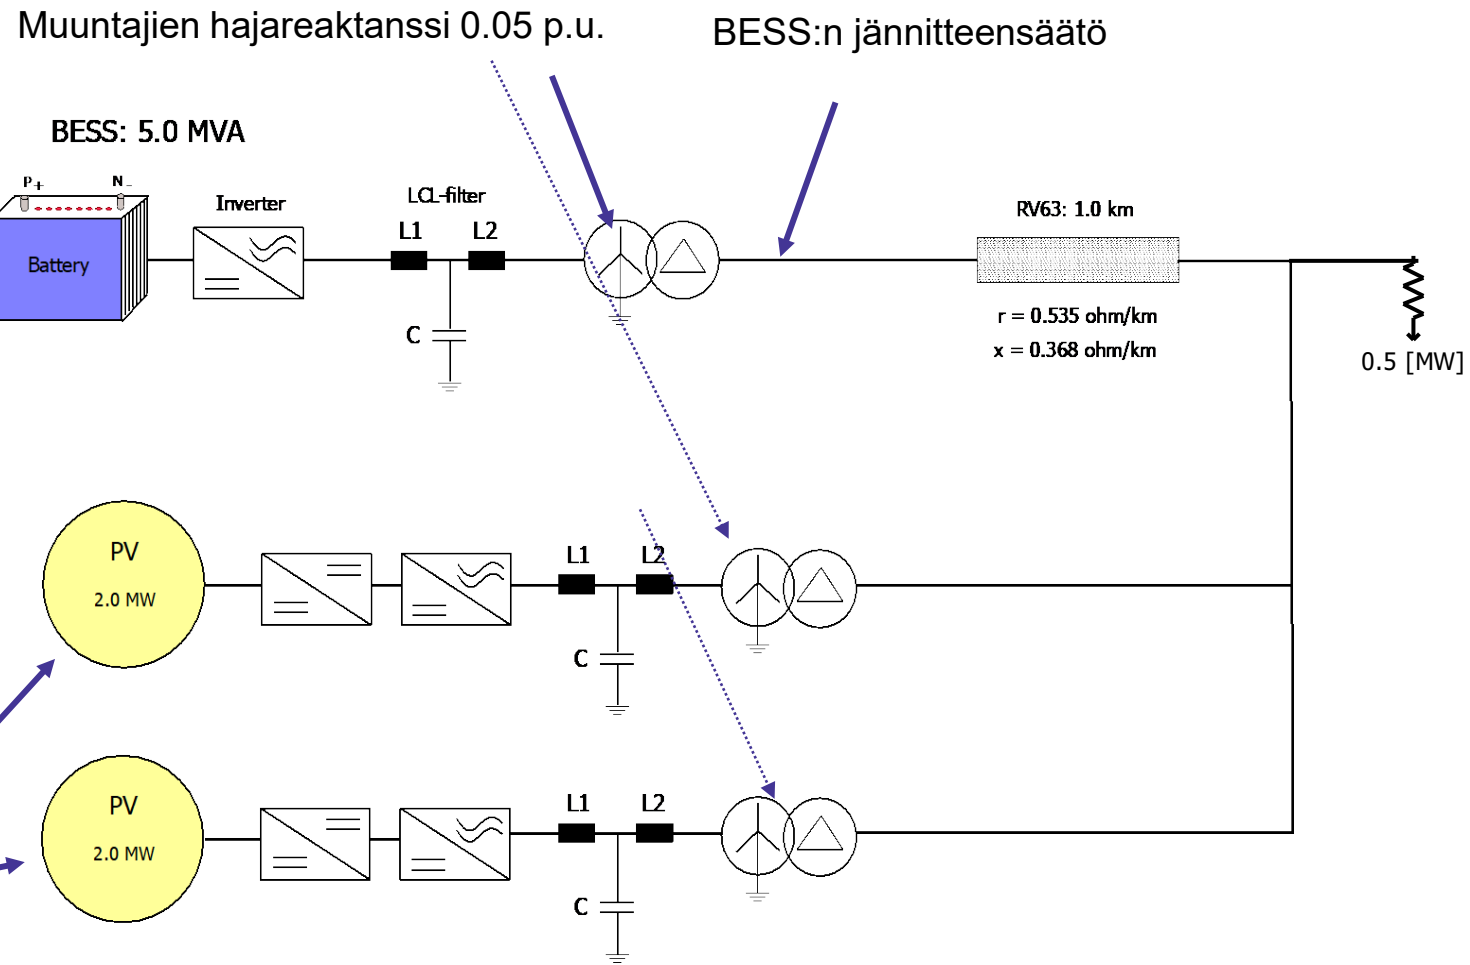 Muuntajien hajareaktanssi 0.05 p.u.
BESS:n jännitteensäätö
BESS: 5.0 MVA
P+ N-
Battery
Inverter
LCL-filter
L1 L2
C
RV63: 1.0 km
r = 0.535 ohm/km
x = 0.368 ohm/km
0.5 [MW]
PV
2.0 MW
L1 L2
C
PV
2.0 MW
L1 L2
C